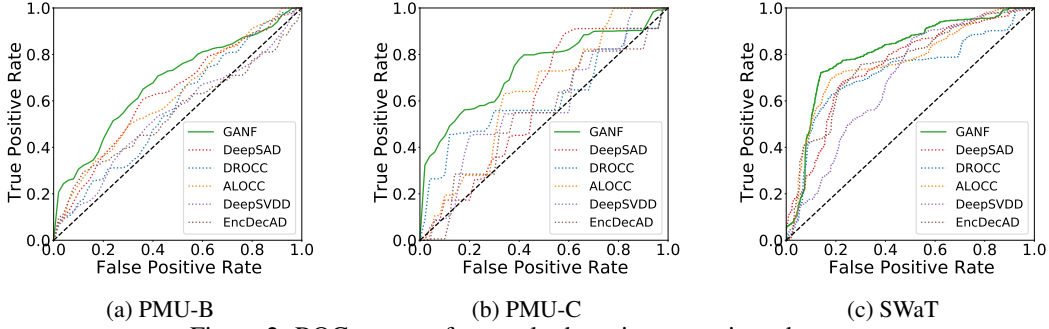 True Positive Rate
1.0
0.8
0.6
0.4
0.2
0.0
0.0 0.2 0.4 0.6 0.8 1.0
False Positive Rate
GANF
DeepSAD
DROCC
ALOCC
DeepSVDD
EncDecAD
(a) PMU-B
True Positive Rate
1.0
0.8
0.6
0.4
0.2
0.0
0.0 0.2 0.4 0.6 0.8 1.0
False Positive Rate
GANF
DeepSAD
DROCC
ALOCC
DeepSVDD
EncDecAD
(b) PMU-C
True Positive Rate
1.0
0.8
0.6
0.4
0.2
0.0
0.0 0.2 0.4 0.6 0.8 1.0
False Positive Rate
GANF
DeepSAD
DROCC
ALOCC
DeepSVDD
EncDecAD
(c) SWaT